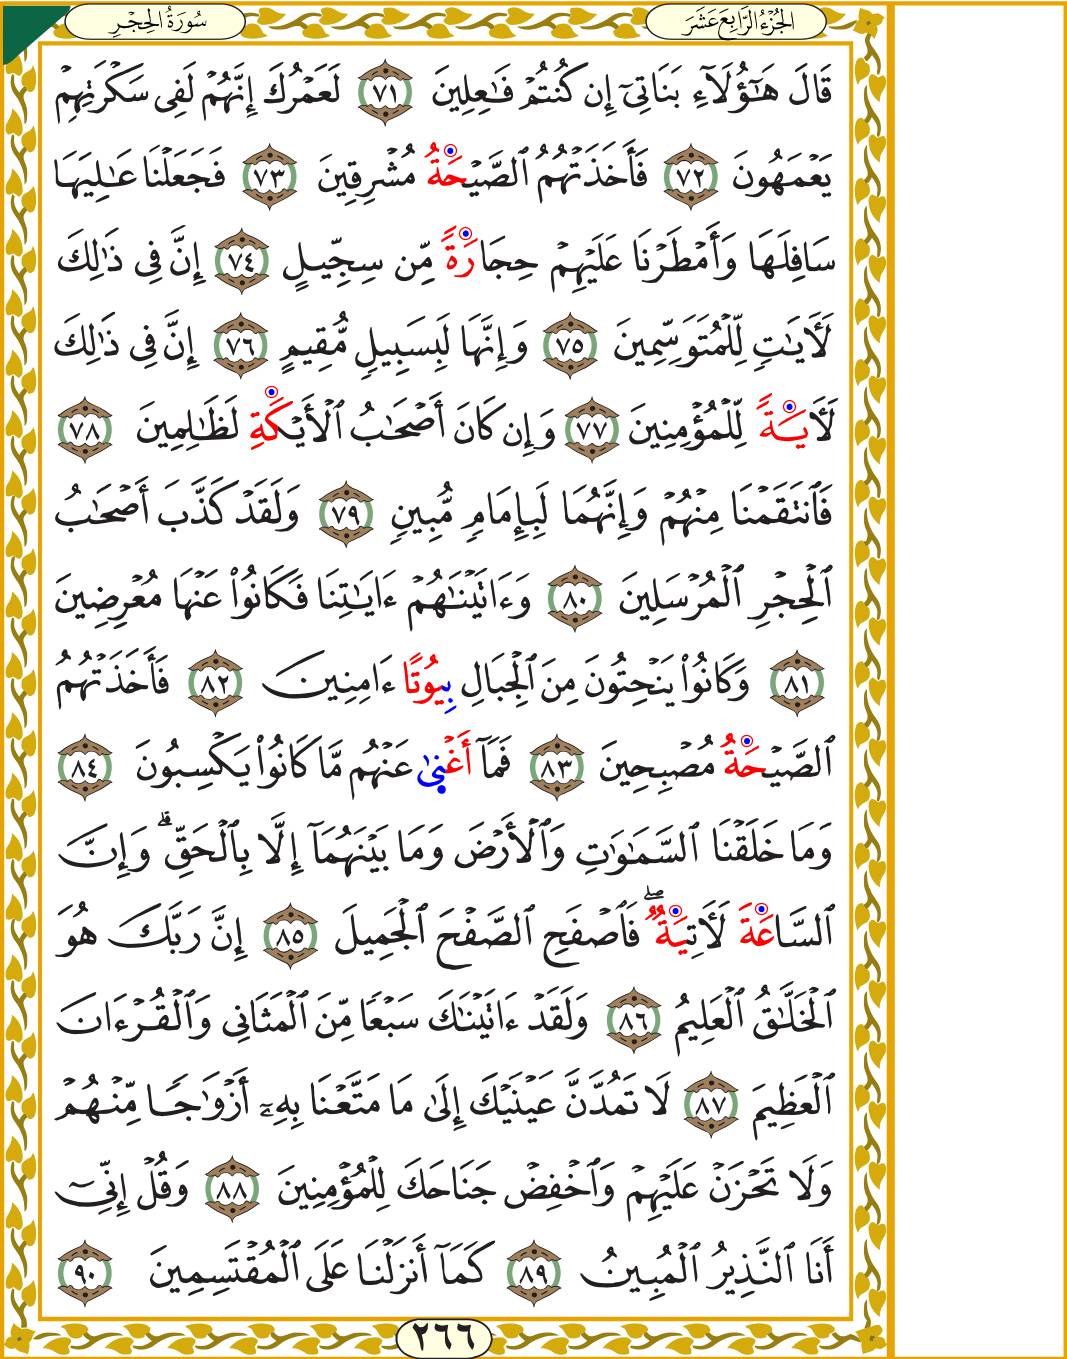 الجُزْءُ الرَّابِعَ عَشَرَ
سُورَةُ الحِجْرِ
قَالَ هَٰٓؤُلَآءِ بَنَاتِيٓ إِن كُنتُمْ فَٰعِلِينَ ٧١ لَعَمْرُكَ إِنَّهُمْ لَفِي سَكْرَتِهِمْ
يَعْمَهُونَ ٧٢ فَأَخَذَتْهُمُ ٱلصَّيْحَةُ مُشْرِقِينَ ٧٣ فَجَعَلْنَا عَٰلِيَهَا
سَافِلَهَا وَأَمْطَرْنَا عَلَيْهِمْ حِجَارَةً مِّن سِجِّيلٍ ٧٤ إِنَّ فِي ذَٰلِكَ
لَأٓيَٰتٍ لِّلْمُتَوَسِّمِينَ ٧٥ وَإِنَّهَا لَبِسَبِيلٍ مُّقِيمٍ ٧٦ إِنَّ فِي ذَٰلِكَ
لَأٓيَةً لِّلْمُؤْمِنِينَ ٧٧ وَإِن كَانَ أَصْحَٰبُ ٱلْأَيْكَةِ لَظَٰلِمِينَ ٧٨
فَٱنتَقَمْنَا مِنْهُمْ وَإِنَّهُمَا لَبِإِمَامٍ مُّبِينٍ ٧٩ وَلَقَدْ كَذَّبَ أَصْحَٰبُ
ٱلْحِجْرِ ٱلْمُرْسَلِينَ ٨٠ وَءَاتَيْنَٰهُمْ ءَايَٰتِنَا فَكَانُوا۟ عَنْهَا مُعْرِضِينَ
٨١ وَكَانُوا۟ يَنْحِتُونَ مِنَ ٱلْجِبَالِ بِيُوتًا ءَامِنِينَ ٨٢ فَأَخَذَتْهُمُ
ٱلصَّيْحَةُ مُصْبِحِينَ ٨٣ فَمَآ أَغْنَىٰ عَنْهُم مَّا كَانُوا۟ يَكْسِبُونَ ٨٤
وَمَا خَلَقْنَا ٱلسَّمَٰوَٰتِ وَٱلْأَرْضَ وَمَا بَيْنَهُمَآ إِلَّا بِٱلْحَقِّ ۗ وَإِنَّ
ٱلسَّاعَةَ لَأٓتِيَةٌ ۖ فَٱصْفَحِ ٱلصَّفْحَ ٱلْجَمِيلَ ٨٥ إِنَّ رَبَّكَ هُوَ
ٱلْخَلَّٰقُ ٱلْعَلِيمُ ٨٦ وَلَقَدْ ءَاتَيْنَٰكَ سَبْعًا مِّنَ ٱلْمَثَانِي وَٱلْقُرْءَانَ
ٱلْعَظِيمَ ٨٧ لَا تَمُدَّنَّ عَيْنَيْكَ إِلَىٰ مَا مَتَّعْنَا بِهِۦٓ أَزْوَٰجًا مِّنْهُمْ
وَلَا تَحْزَنْ عَلَيْهِمْ وَٱخْفِضْ جَنَاحَكَ لِلْمُؤْمِنِينَ ٨٨ وَقُلْ إِنِّيٓ
أَنَا ٱلنَّذِيرُ ٱلْمُبِينُ ٨٩ كَمَآ أَنزَلْنَا عَلَى ٱلْمُقْتَسِمِينَ ٩٠
٢٦٦